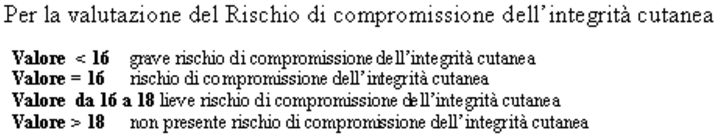 Per la valutazione del Rischio di compromissione dell'integrità cutanea
Valore < 16 grave rischio di compromissione dell'integrità cutanea
Valore = 16 rischio di compromissione dell'integrità cutanea
Valore da 16 a 18 lieve rischio di compromissione dell'integrità cutanea
Valore > 18 non presente rischio di compromissione dell'integrità cutanea